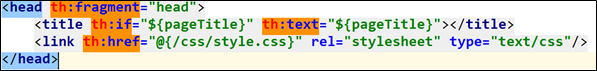 <head th:fragment="head">
<title th:if="${pageTitle}" th:text="${pageTitle}"></title>
<link th:href="@{/css/style.css}" rel="stylesheet" type="text/css"/>
</head>